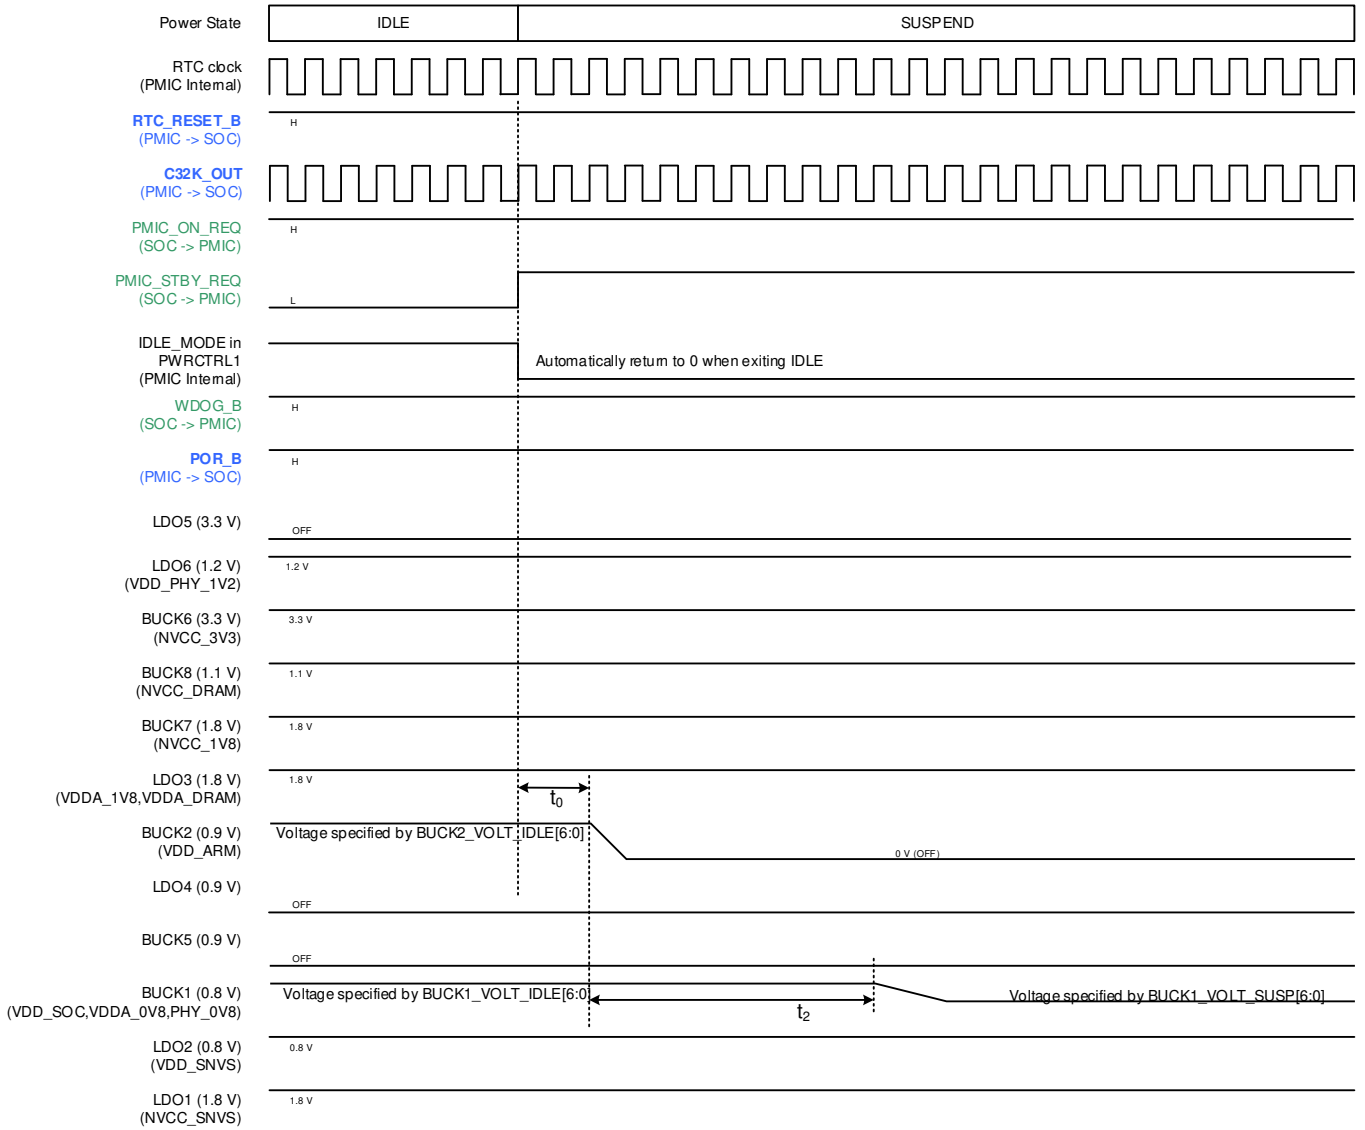 Power State
IDLE
SUSPEND
RTC clock
(PMIC Internal)
RTC_RESET_B
(PMIC -> SOC)
H
C32K_OUT
(PMIC -> SOC)
PMIC_ON_REQ
(SOC -> PMIC)
H
PMIC_STBY_REQ
(SOC -> PMIC)
L
IDLE_MODE in
PWRCTRL1
(PMIC Internal)
Automatically return to 0 when exiting IDLE
WDOG_B
(SOC -> PMIC)
H
POR_B
(PMIC -> SOC)
H
LDO5 (3.3 V)
OFF
LDO6 (1.2 V)
(VDD_PHY_1V2)
1.2 V
BUCK6 (3.3 V)
(NVCC_3V3)
3.3 V
BUCK8 (1.1 V)
(NVCC_DRAM)
1.1 V
BUCK7 (1.8 V)
(NVCC_1V8)
1.8 V
LDO3 (1.8 V)
(VDDA_1V8,VDDA_DRAM)
1.8 V
t0
BUCK2 (0.9 V)
(VDD_ARM)
Voltage specified by BUCK2_VOLT_IDLE[6:0]
0 V (OFF)
LDO4 (0.9 V)
OFF
BUCK5 (0.9 V)
OFF
BUCK1 (0.8 V)
(VDD_SOC,VDDA_0V8,PHY_0V8)
Voltage specified by BUCK1_VOLT_IDLE[6:0]
t2
Voltage specified by BUCK1_VOLT_SUSP[6:0]
LDO2 (0.8 V)
(VDD_SNVS)
0.8 V
LDO1 (1.8 V)
(NVCC_SNVS)
1.8 V